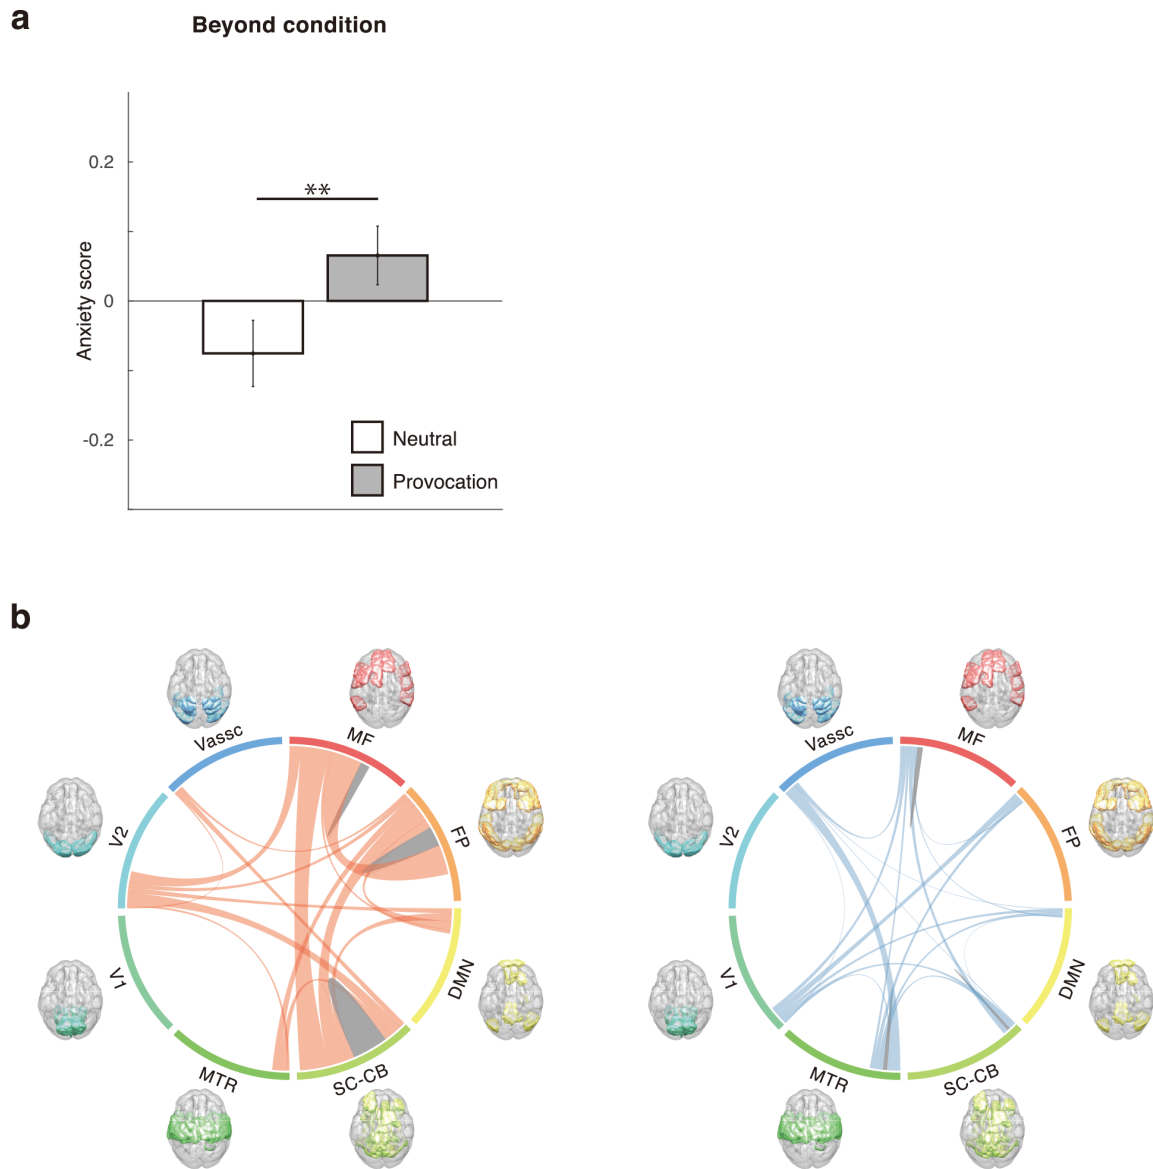 a
Beyond condition
0.2
**
Anxiety score
0
-0.2
Neutral
Provocation
b
Vassc
MF
V2
FP
V1
DMN
MTR
SC-CB
Vassc
MF
V2
FP
V1
DMN
MTR
SC-CB